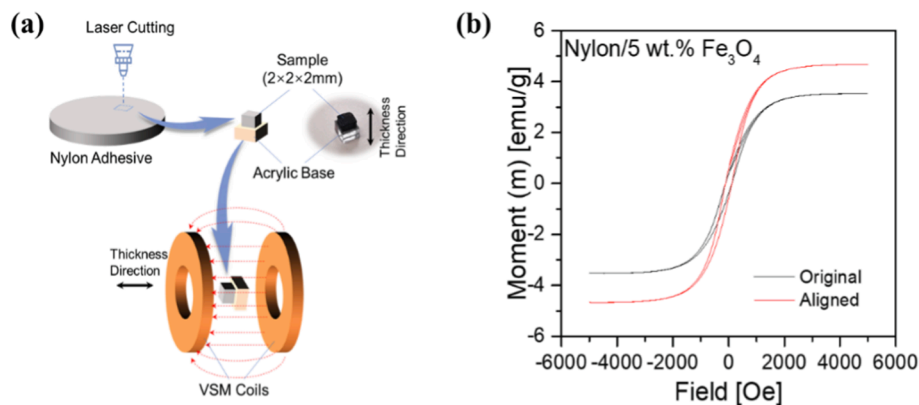 (a)
Laser Cutting
Sample
(2×2×2mm)
Thickness
Direction
Nylon Adhesive
Acrylic Base
Thickness
Direction
VSM Coils
(b)
Nylon/5 wt.% Fe₃O₄
Moment (m) [emu/g]
6
4
2
0
-2
-4
-6
Original
Aligned
-6000 -4000 -2000 0 2000 4000 6000
Field [Oe]